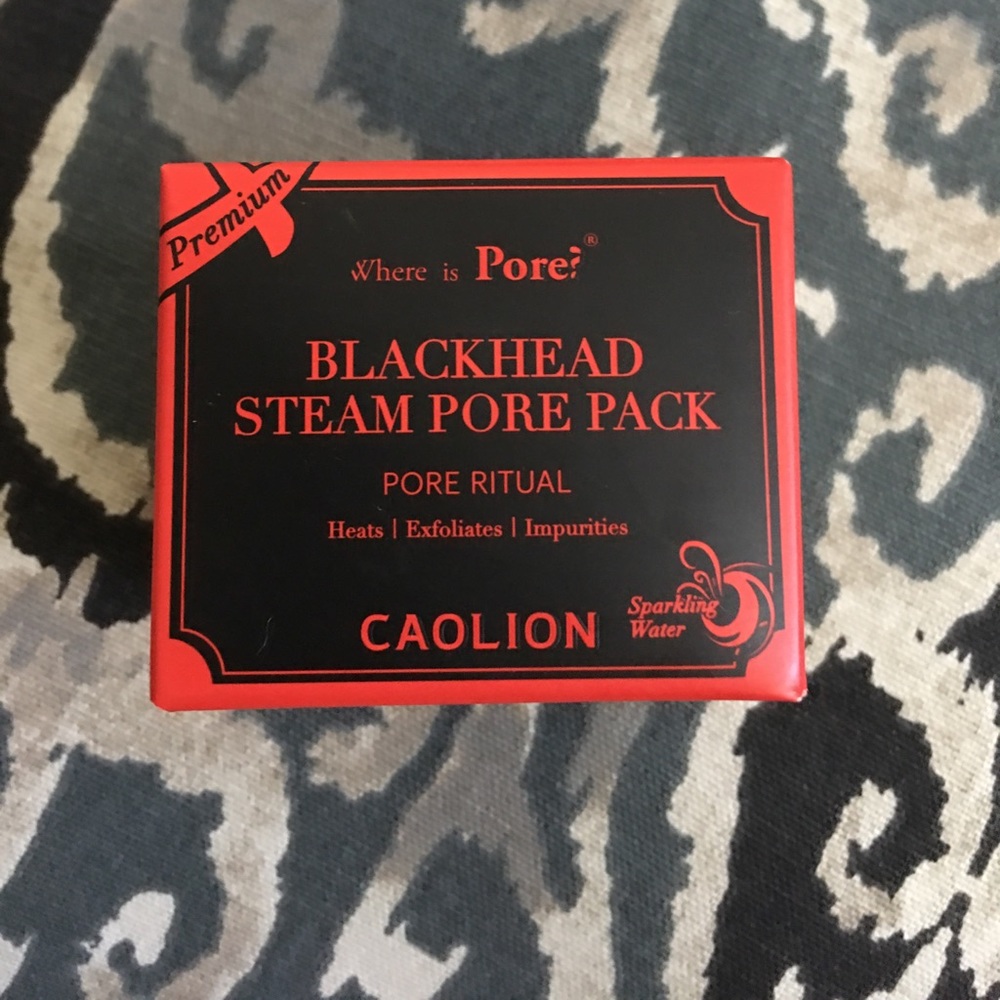 Premium
Where is Pore?®
BLACKHEAD
STEAM PORE PACK
PORE RITUAL
Heats | Exfoliates | Impurities
Sparkling
Water
CAOLION